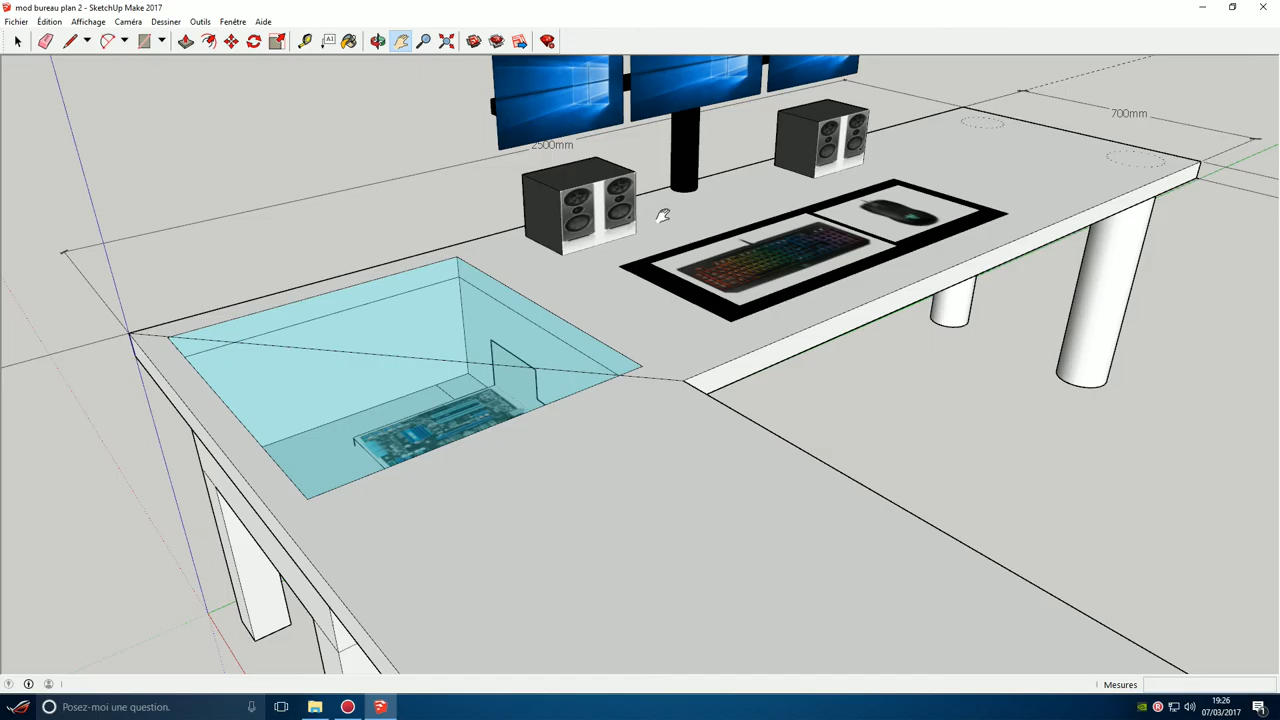 mod bureau plan 2 - SketchUp Make 2017
Fichier Édition Affichage Caméra Dessiner Outils Fenêtre Aide
A1
700mm
2500mm
Mesures
Posez-moi une question.
19:26
07/03/2017